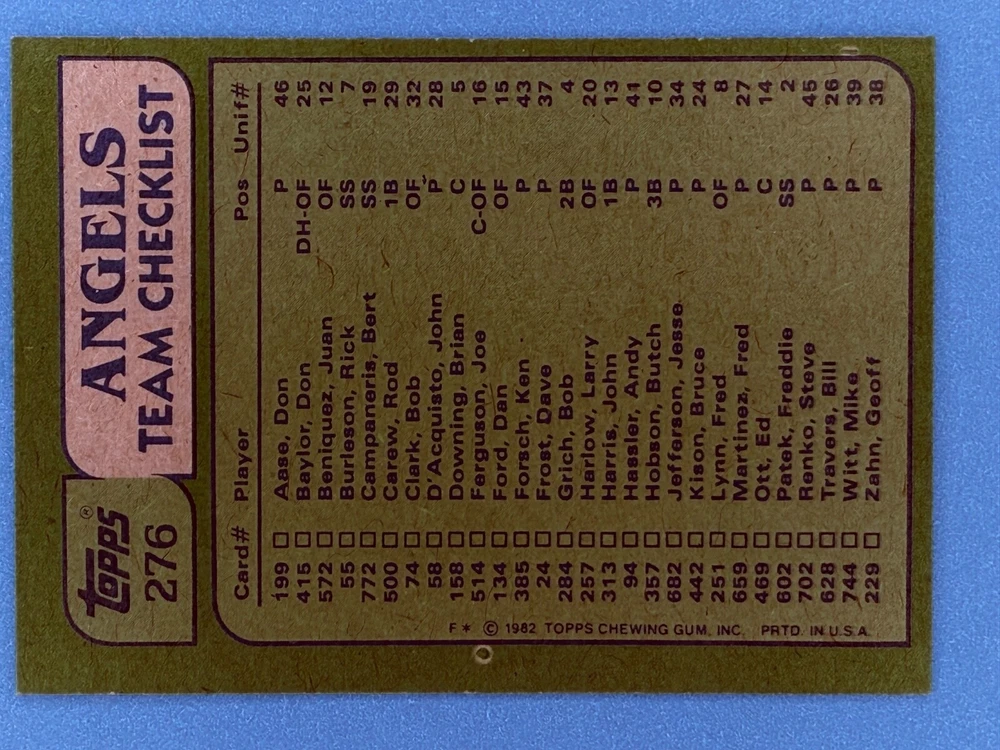 topps®
276
ANGELS
TEAM CHECKLIST
Card# Player Pos Unif#
199 Aase, Don P 46
415 Baylor, Don DH-OF 25
572 Beniquez, Juan OF 12
55 Burleson, Rick SS 7
772 Campaneris, Bert SS 19
500 Carew, Rod 1B 29
74 Clark, Bob OF 32
58 D'Acquisto, John P 28
158 Downing, Brian C 5
514 Ferguson, Joe C-OF 16
134 Ford, Dan OF 15
385 Forsch, Ken P 43
24 Frost, Dave P 37
284 Grich, Bob 2B 4
257 Harlow, Larry OF 20
313 Harris, John 1B 13
94 Hassler, Andy P 41
357 Hobson, Butch 3B 10
682 Jefferson, Jesse P 34
442 Kison, Bruce P 24
251 Lynn, Fred OF 8
659 Martinez, Fred P 27
469 Ott, Ed C 14
602 Patek, Freddie SS 2
702 Renko, Steve P 45
628 Travers, Bill P 26
744 Witt, Mike P 39
229 Zahn, Geoff P 38
F* © 1982 TOPPS CHEWING GUM, INC. PRTD. IN U.S.A.